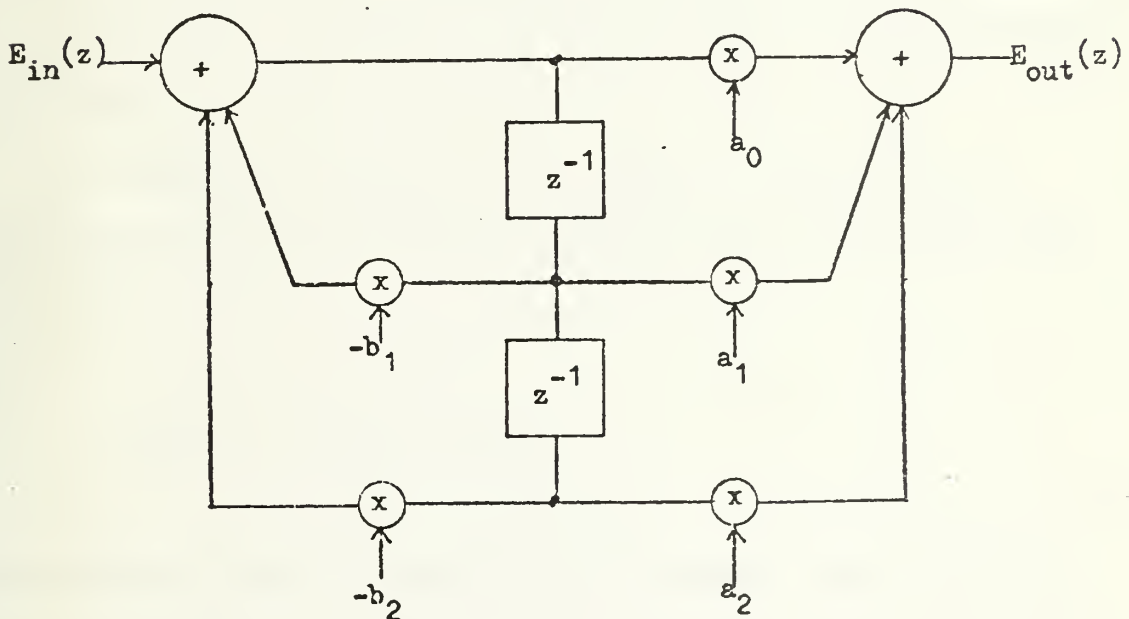 E_in(z)
+
x
+
E_out(z)
a_0
z^-1
x
x
-b_1
a_1
z^-1
x
x
-b_2
a_2